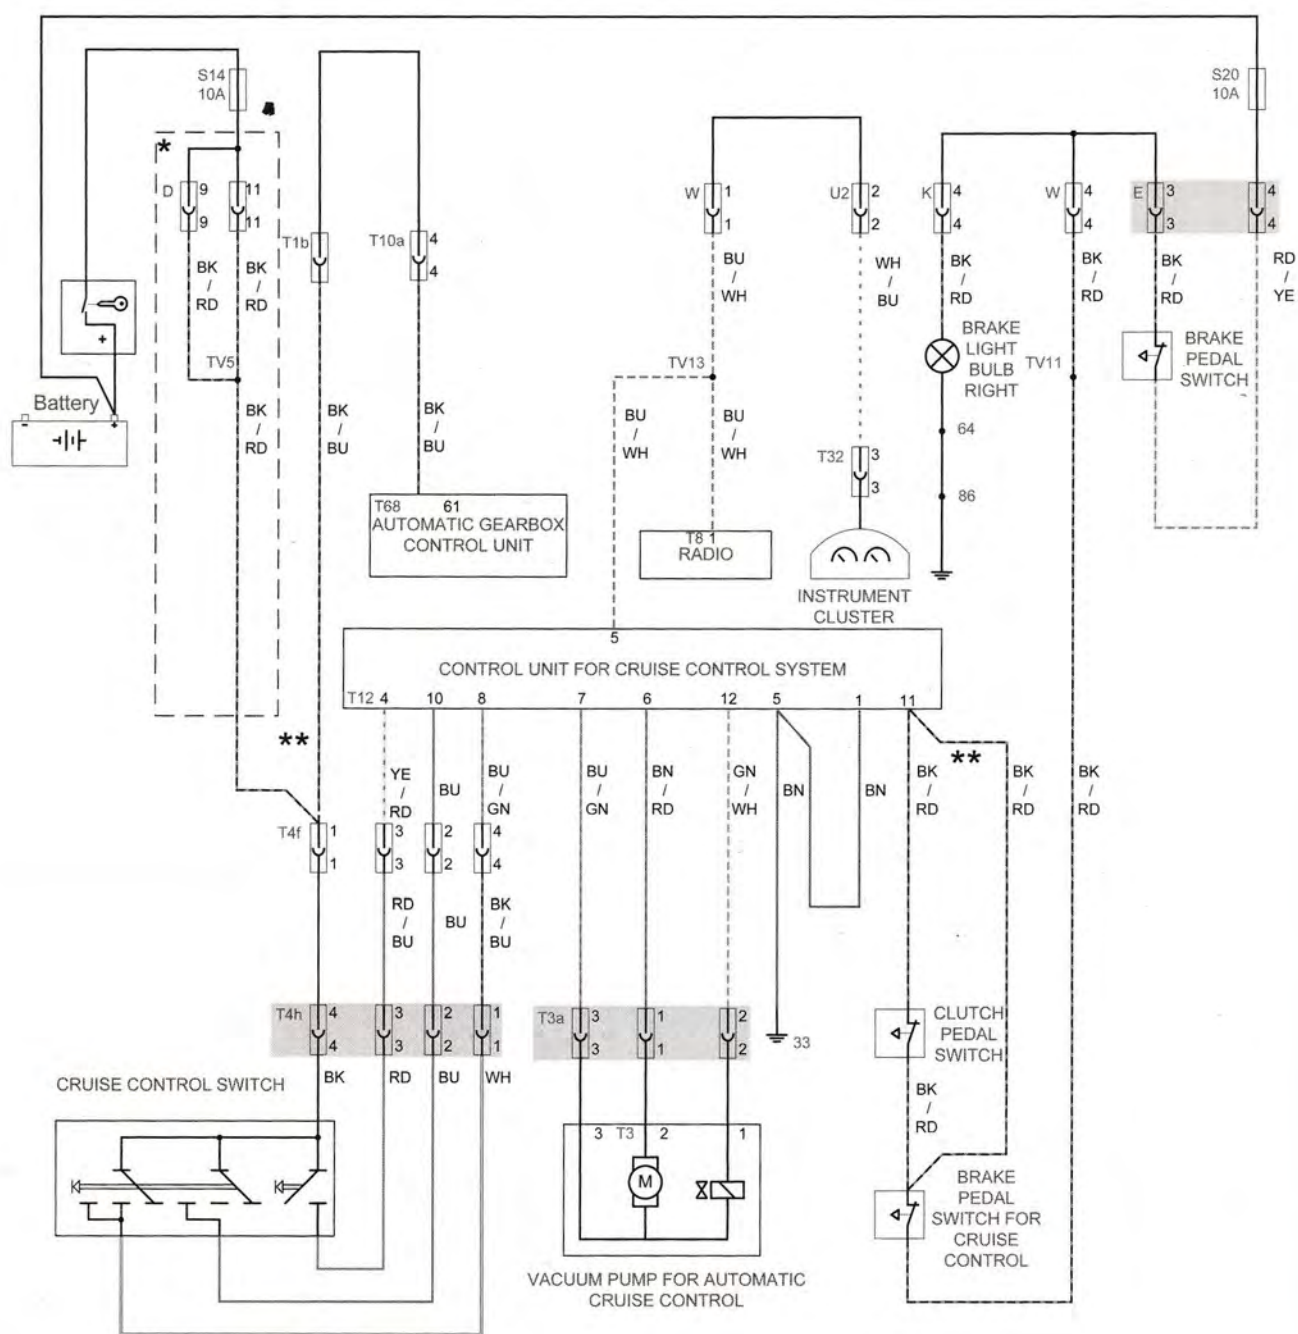 S14
10A
S20
10A
*
D 9 11
9 11
W 1
1
U2 2
2
K 4
4
W 4
4
E 3 4
3 4
T1b
T10a 4
4
BK / RD
BK / RD
BU / WH
WH / BU
BK / RD
BK / RD
BK / RD
RD / YE
+
TV5
TV13
BRAKE
LIGHT
BULB
RIGHT
TV11
BRAKE
PEDAL
SWITCH
Battery
- +
BK / RD
BK / BU
BK / BU
BU / WH
BU / WH
64
T32 3
3
86
T68 61
AUTOMATIC GEARBOX
CONTROL UNIT
T8 1
RADIO
INSTRUMENT
CLUSTER
5
CONTROL UNIT FOR CRUISE CONTROL SYSTEM
T12 4 10 8 7 6 12 5 1 11
**
**
YE / RD
BU
BU / GN
BU / GN
BN / RD
GN / WH
BN
BN
BK / RD
BK / RD
BK / RD
T4f 1 3 2 4
1 3 2 4
RD / BU
BU
BK / BU
T4h 4 3 2 1
4 3 2 1
T3a 3 1 2
3 1 2
33
CLUTCH
PEDAL
SWITCH
BK RD BU WH
CRUISE CONTROL SWITCH
BK / RD
3 T3 2 1
M
BRAKE
PEDAL
SWITCH FOR
CRUISE
CONTROL
VACUUM PUMP FOR AUTOMATIC
CRUISE CONTROL